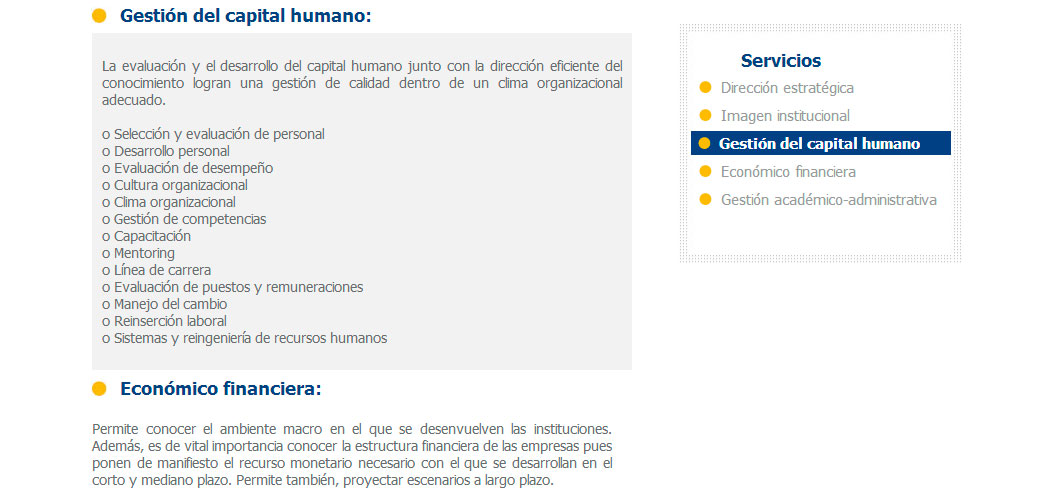 Gestión del capital humano:
La evaluación y el desarrollo del capital humano junto con la dirección eficiente del
conocimiento logran una gestión de calidad dentro de un clima organizacional
adecuado.
o Selección y evaluación de personal
o Desarrollo personal
o Evaluación de desempeño
o Cultura organizacional
o Clima organizacional
o Gestión de competencias
o Capacitación
o Mentoring
o Línea de carrera
o Evaluación de puestos y remuneraciones
o Manejo del cambio
o Reinserción laboral
o Sistemas y reingeniería de recursos humanos
Económico financiera:
Permite conocer el ambiente macro en el que se desenvuelven las instituciones.
Además, es de vital importancia conocer la estructura financiera de las empresas pues
ponen de manifiesto el recurso monetario necesario con el que se desarrollan en el
corto y mediano plazo. Permite también, proyectar escenarios a largo plazo.
Servicios
Dirección estratégica
Imagen institucional
Gestión del capital humano
Económico financiera
Gestión académico-administrativa